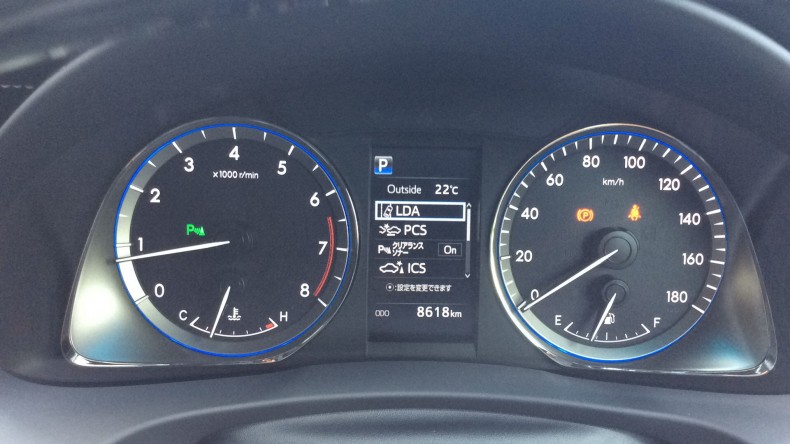 0
1
2
3
4
5
6
7
8
x1000 r/min
P
C
H
P
Outside 22℃
LDA
PCS
P クリアランス
ソナー On
ICS
:設定を変更できます
ODO 8618km
0
20
40
60
80
100
120
140
160
180
km/h
P
E
F